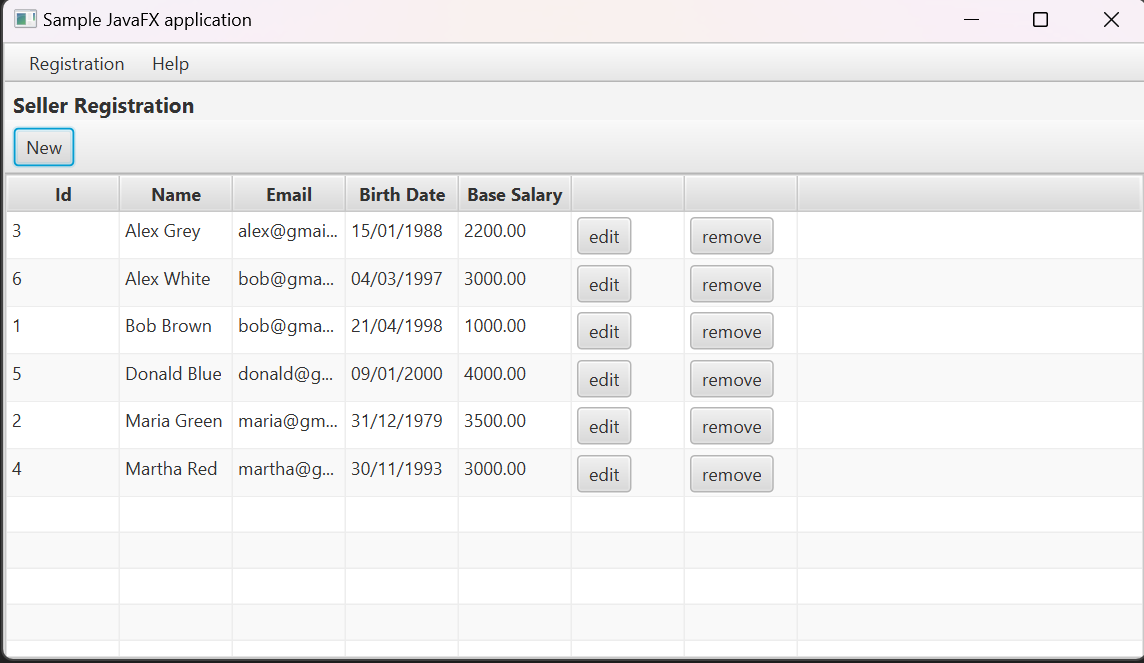 Sample JavaFX application
Registration Help
Seller Registration
New
Id Name Email Birth Date Base Salary
3 Alex Grey alex@gmai... 15/01/1988 2200.00 edit remove
6 Alex White bob@gma... 04/03/1997 3000.00 edit remove
1 Bob Brown bob@gma... 21/04/1998 1000.00 edit remove
5 Donald Blue donald@g... 09/01/2000 4000.00 edit remove
2 Maria Green maria@gm... 31/12/1979 3500.00 edit remove
4 Martha Red martha@g... 30/11/1993 3000.00 edit remove